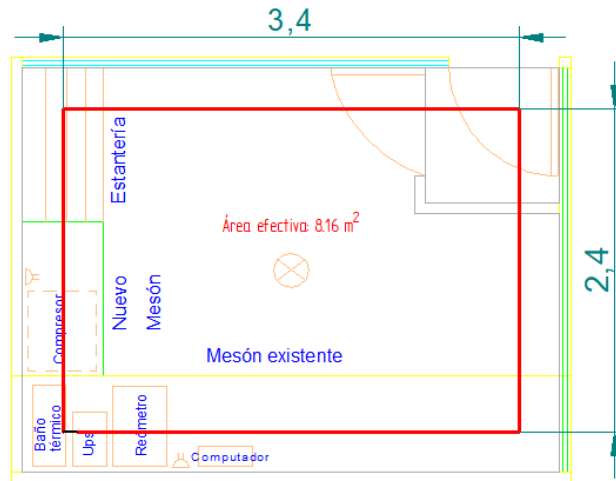 3,4
Estantería
Área efectiva: 8.16 m²
2,4
Nuevo
Mesón
Compresor
Mesón existente
Baño
térmico
Ups
Reómetro
Computador